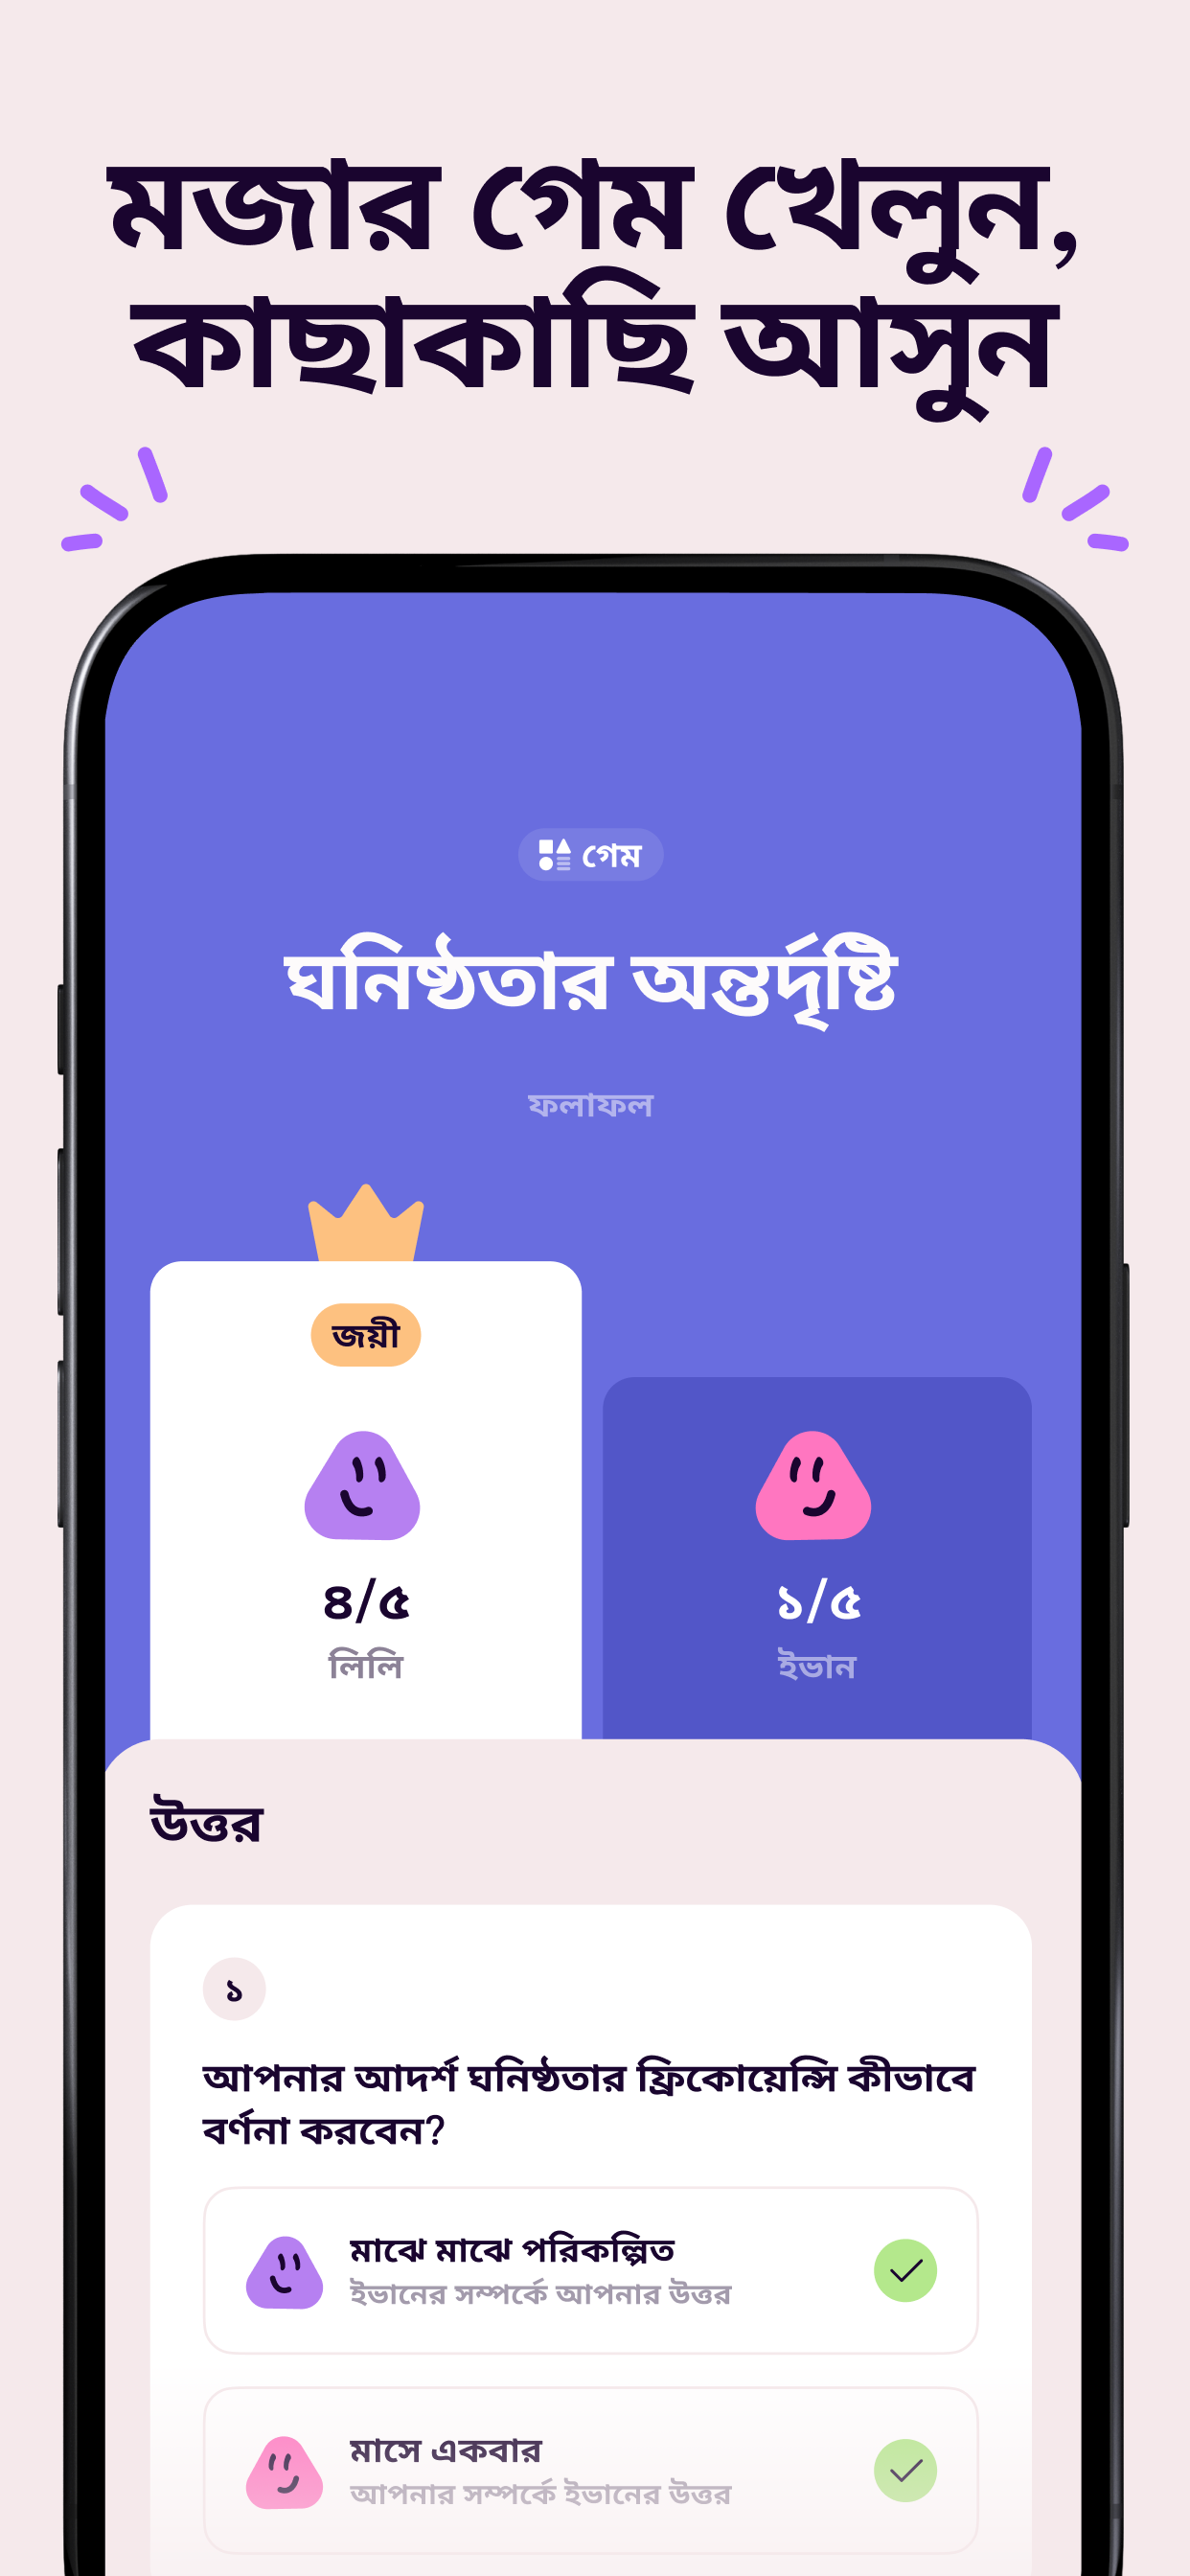 মজার গেম খেলুন,
কাছাকাছি আসুন
গেম
ঘনিষ্ঠতার অন্তর্দৃষ্টি
ফলাফল
জয়ী
৪/৫
লিলি
১/৫
ইভান
উত্তর
১
আপনার আদর্শ ঘনিষ্ঠতার ফ্রিকোয়েন্সি কীভাবে
বর্ণনা করবেন?
মাঝে মাঝে পরিকল্পিত
ইভানের সম্পর্কে আপনার উত্তর
মাসে একবার
আপনার সম্পর্কে ইভানের উত্তর